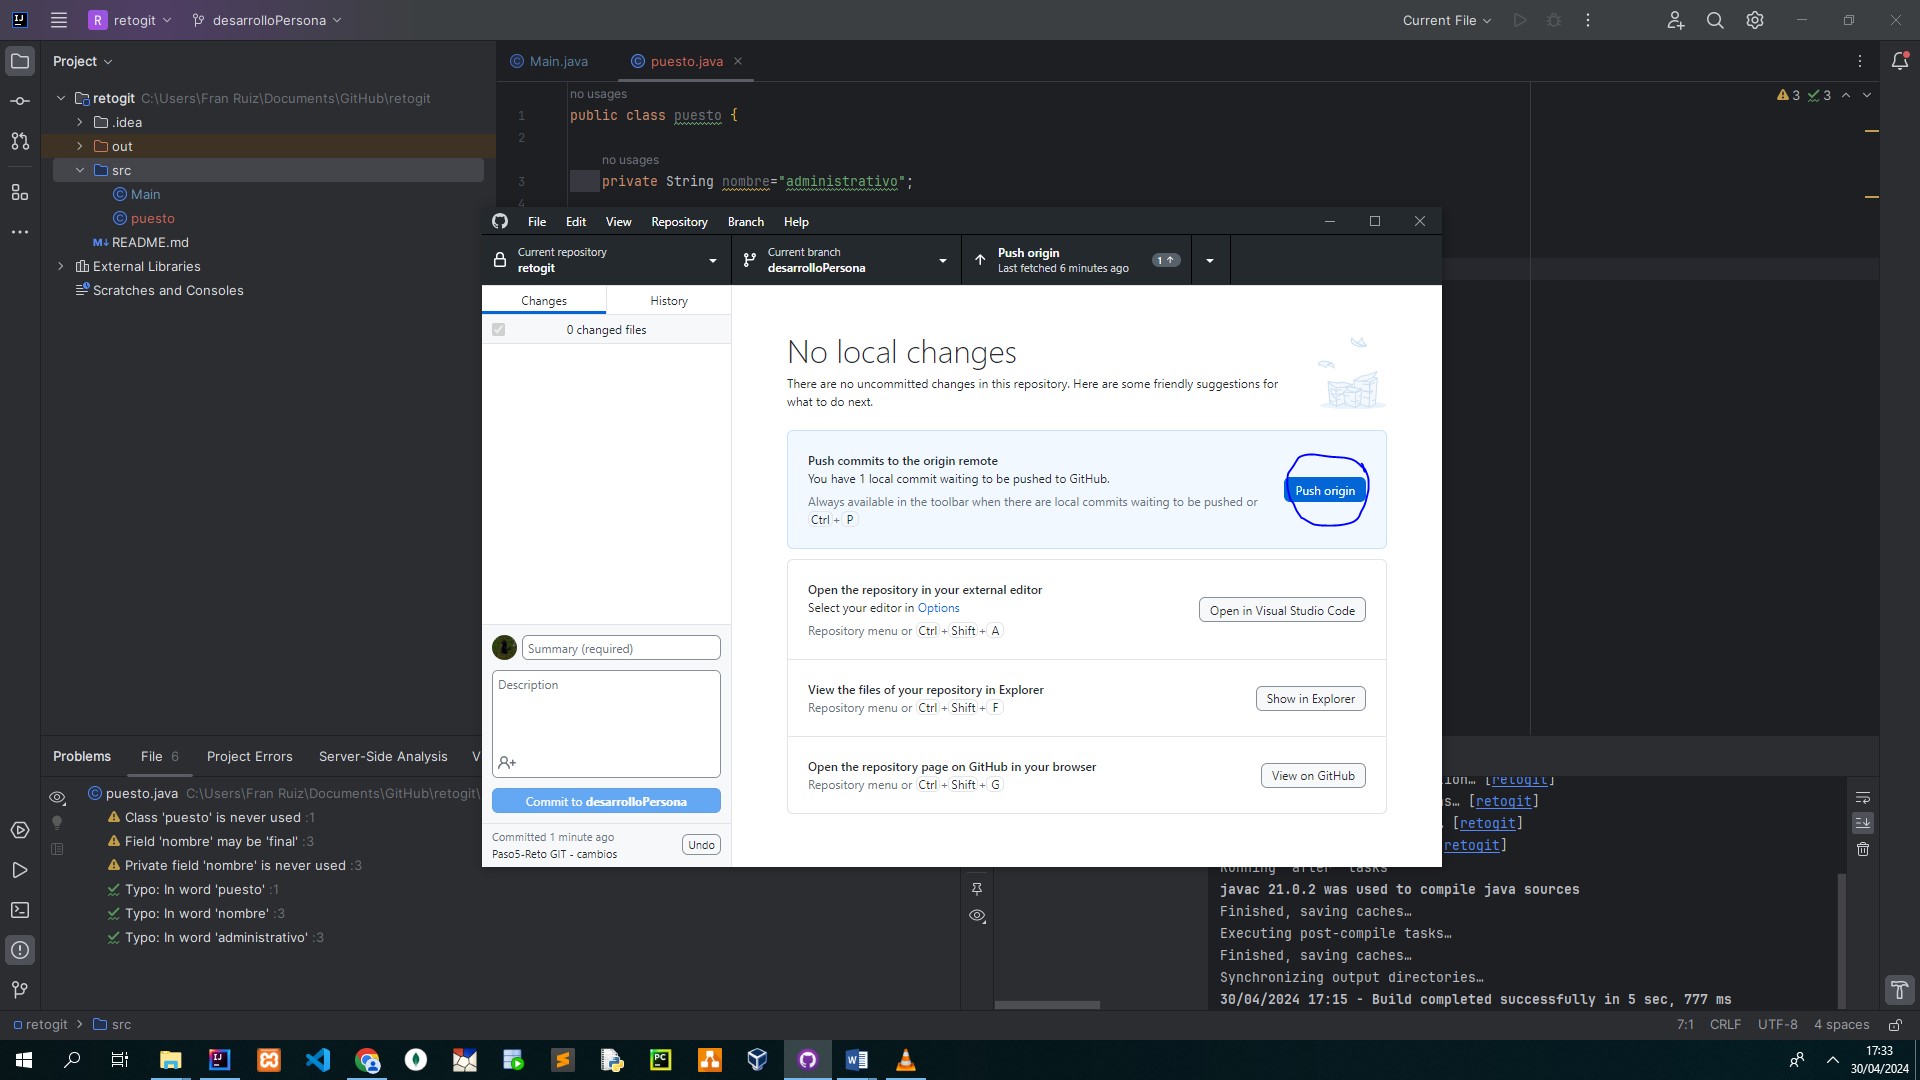 R retogit desarrolloPersona Current File
Project
Main.java puesto.java
retogit C:\Users\Fran Ruiz\Documents\GitHub\retogit
.idea
out
src
Main
puesto
README.md
External Libraries
Scratches and Consoles
no usages
3 3
1 public class puesto {
2
no usages
3 private String nombre="administrativo";
4
File Edit View Repository Branch Help
Current repository
retogit
Current branch
desarrolloPersona
Push origin
Last fetched 6 minutes ago
1
Changes History
0 changed files
No local changes
There are no uncommitted changes in this repository. Here are some friendly suggestions for
what to do next.
Push commits to the origin remote
You have 1 local commit waiting to be pushed to GitHub.
Always available in the toolbar when there are local commits waiting to be pushed or
Ctrl + P
Push origin
Open the repository in your external editor
Select your editor in Options
Repository menu or Ctrl + Shift + A
Open in Visual Studio Code
View the files of your repository in Explorer
Repository menu or Ctrl + Shift + F
Show in Explorer
Open the repository page on GitHub in your browser
Repository menu or Ctrl + Shift + G
View on GitHub
Summary (required)
Description
Commit to desarrolloPersona
Committed 1 minute ago
Paso5-Reto GIT - cambios
Undo
Problems File 6 Project Errors Server-Side Analysis V
puesto.java C:\Users\Fran Ruiz\Documents\GitHub\retogit\
Class 'puesto' is never used :1
Field 'nombre' may be 'final' :3
Private field 'nombre' is never used :3
Typo: In word 'puesto' :1
Typo: In word 'nombre' :3
Typo: In word 'administrativo' :3
ion… [retogit]
s… [retogit]
[retogit]
retogit]
Running 'after' tasks
javac 21.0.2 was used to compile java sources
Finished, saving caches…
Executing post-compile tasks…
Finished, saving caches…
Synchronizing output directories…
30/04/2024 17:15 - Build completed successfully in 5 sec, 777 ms
retogit src
7:1 CRLF UTF-8 4 spaces
17:33
30/04/2024